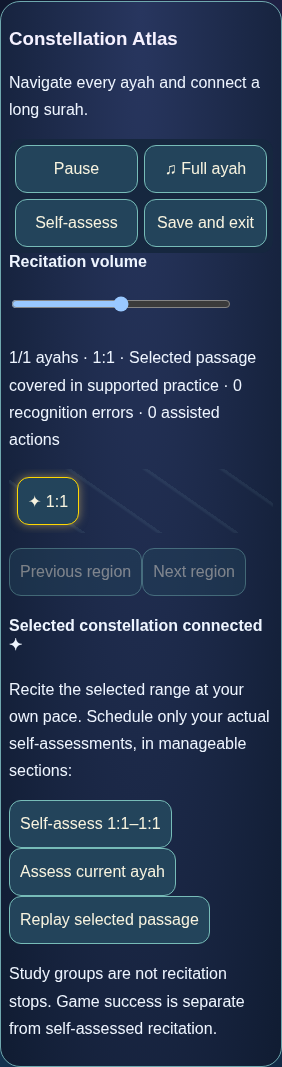 Constellation Atlas
Navigate every ayah and connect a
long surah.
Pause
♫ Full ayah
Self-assess
Save and exit
Recitation volume
1/1 ayahs · 1:1 · Selected passage
covered in supported practice · 0
recognition errors · 0 assisted
actions
✦ 1:1
Previous region
Next region
Selected constellation connected
✦
Recite the selected range at your
own pace. Schedule only your actual
self-assessments, in manageable
sections:
Self-assess 1:1–1:1
Assess current ayah
Replay selected passage
Study groups are not recitation
stops. Game success is separate
from self-assessed recitation.